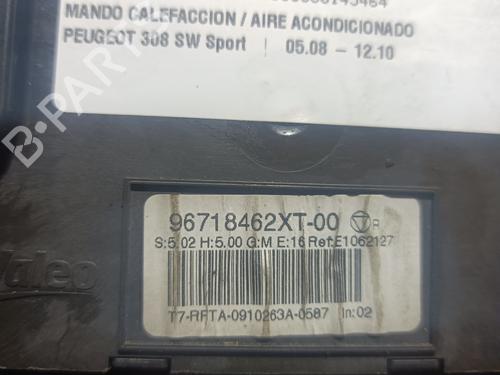 MANDO CALEFACCION / AIRE ACONDICIONADO
PEUGEOT 308 SW Sport | 05.08 - 12.10
B-PARTS
96718462XT-00 R
S:5.02 H:5.00 G:M E:16 Ref:E1062127
Valeo
T7-RFTA-0910263A-0587 In:02